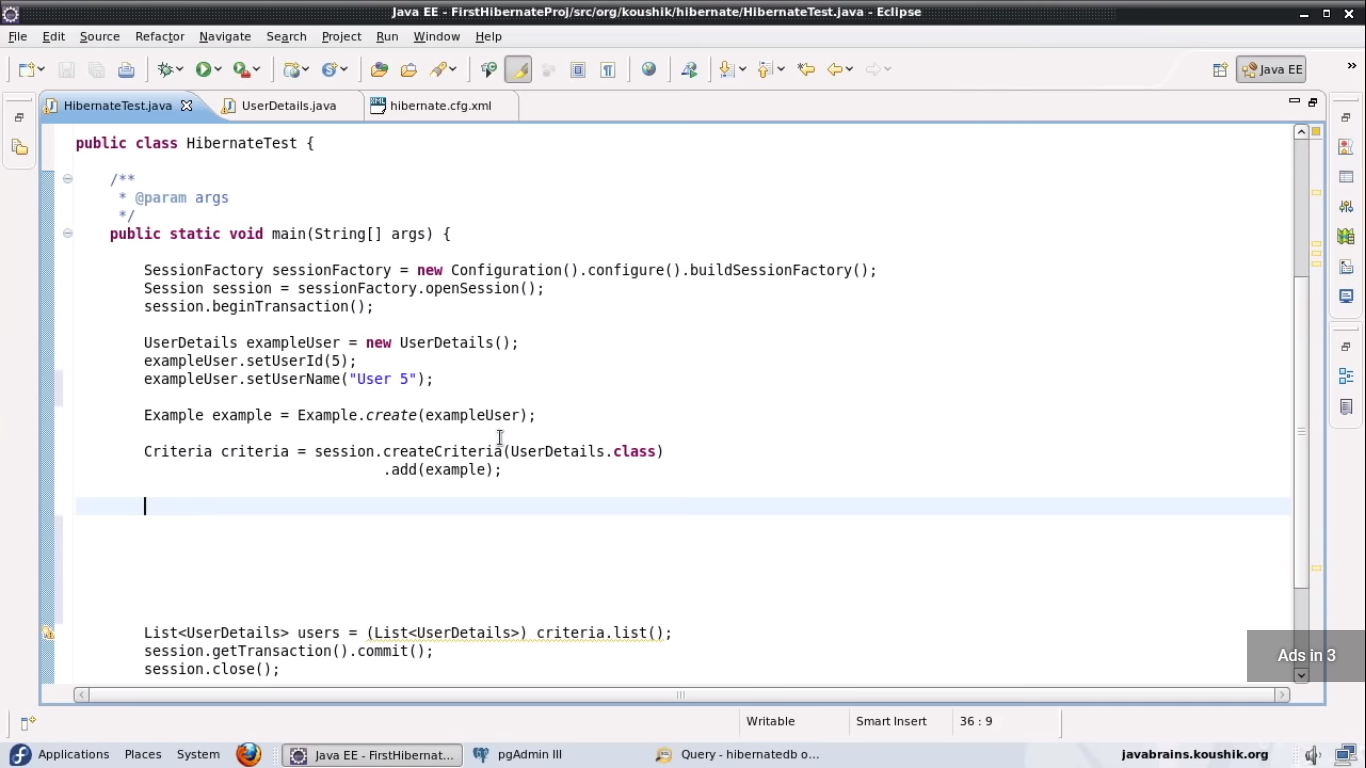 Java EE - FirstHibernateProj/src/org/koushik/hibernate/HibernateTest.java - Eclipse
File Edit Source Refactor Navigate Search Project Run Window Help
Java EE
HibernateTest.java UserDetails.java hibernate.cfg.xml
public class HibernateTest {
/**
* @param args
*/
public static void main(String[] args) {
SessionFactory sessionFactory = new Configuration().configure().buildSessionFactory();
Session session = sessionFactory.openSession();
session.beginTransaction();
UserDetails exampleUser = new UserDetails();
exampleUser.setUserId(5);
exampleUser.setUserName("User 5");
Example example = Example.create(exampleUser);
Criteria criteria = session.createCriteria(UserDetails.class)
.add(example);
List<UserDetails> users = (List<UserDetails>) criteria.list();
session.getTransaction().commit();
session.close();
Ads in 3
Writable Smart Insert 36 : 9
Applications Places System Java EE - FirstHibernat... pgAdmin III Query - hibernatedb o... javabrains.koushik.org